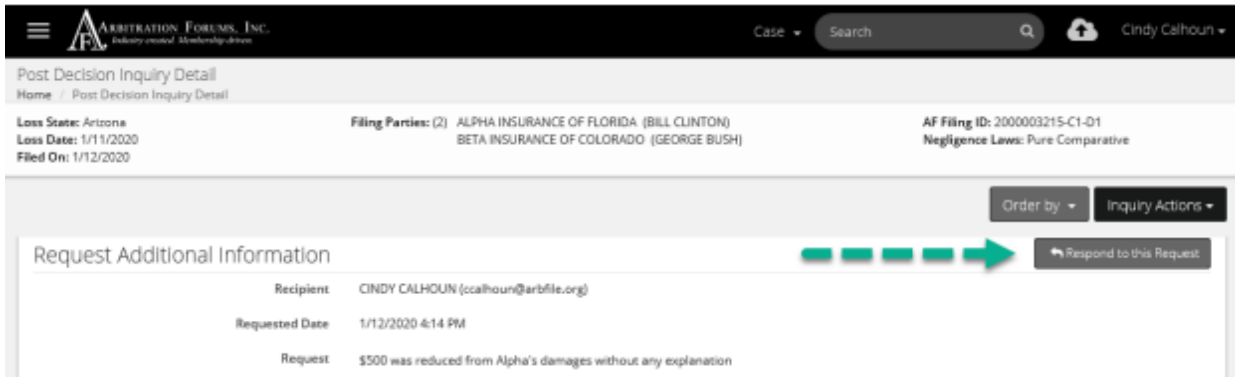 ARBITRATION FORUMS, INC.
Industry-created. Membership-driven.
Case
Search
Cindy Calhoun
Post Decision Inquiry Detail
Home / Post Decision Inquiry Detail
Loss State: Arizona
Loss Date: 1/11/2020
Filed On: 1/12/2020
Filing Parties: (2) ALPHA INSURANCE OF FLORIDA (BILL CLINTON)
BETA INSURANCE OF COLORADO (GEORGE BUSH)
AF Filing ID: 2000003215-C1-D1
Negligence Laws: Pure Comparative
Order by
Inquiry Actions
Request Additional Information
Respond to this Request
Recipient CINDY CALHOUN (ccalhoun@arbfile.org)
Requested Date 1/12/2020 4:14 PM
Request $500 was reduced from Alpha's damages without any explanation